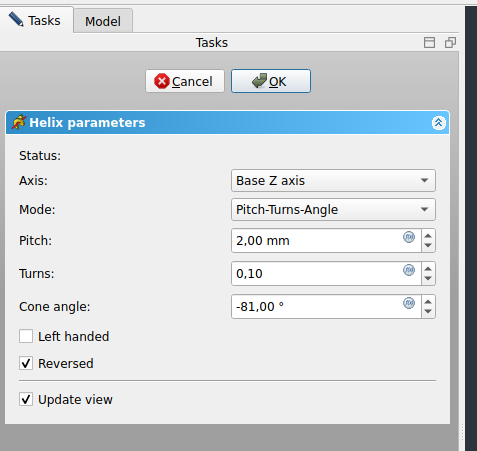 Tasks Model
Tasks
Cancel OK
Helix parameters
Status:
Axis: Base Z axis
Mode: Pitch-Turns-Angle
Pitch: 2,00 mm
Turns: 0,10
Cone angle: -81,00 °
Left handed
Reversed
Update view